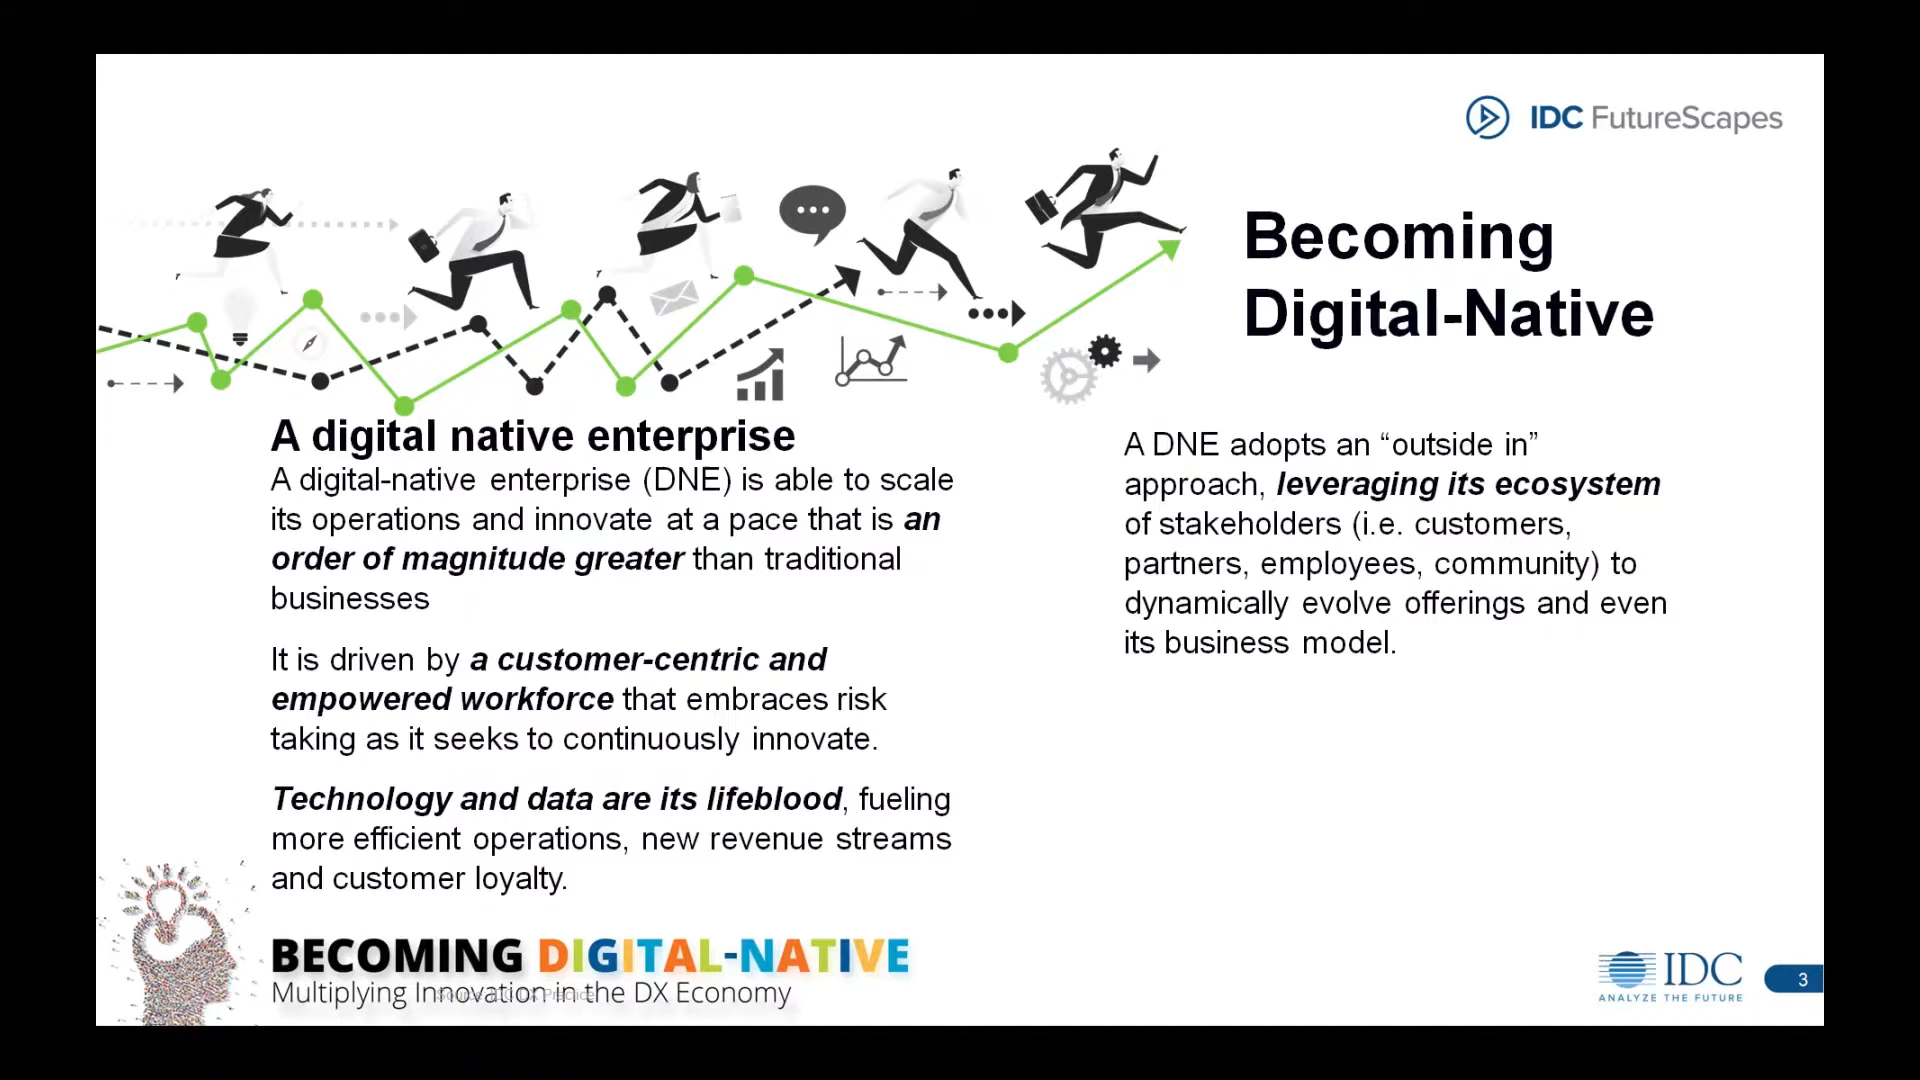 IDC FutureScapes
Becoming
Digital-Native
A digital native enterprise
A digital-native enterprise (DNE) is able to scale
its operations and innovate at a pace that is an
order of magnitude greater than traditional
businesses
It is driven by a customer-centric and
empowered workforce that embraces risk
taking as it seeks to continuously innovate.
Technology and data are its lifeblood, fueling
more efficient operations, new revenue streams
and customer loyalty.
A DNE adopts an “outside in”
approach, leveraging its ecosystem
of stakeholders (i.e. customers,
partners, employees, community) to
dynamically evolve offerings and even
its business model.
BECOMING DIGITAL-NATIVE
Multiplying Innovation in the DX Economy
IDC
ANALYZE THE FUTURE
3